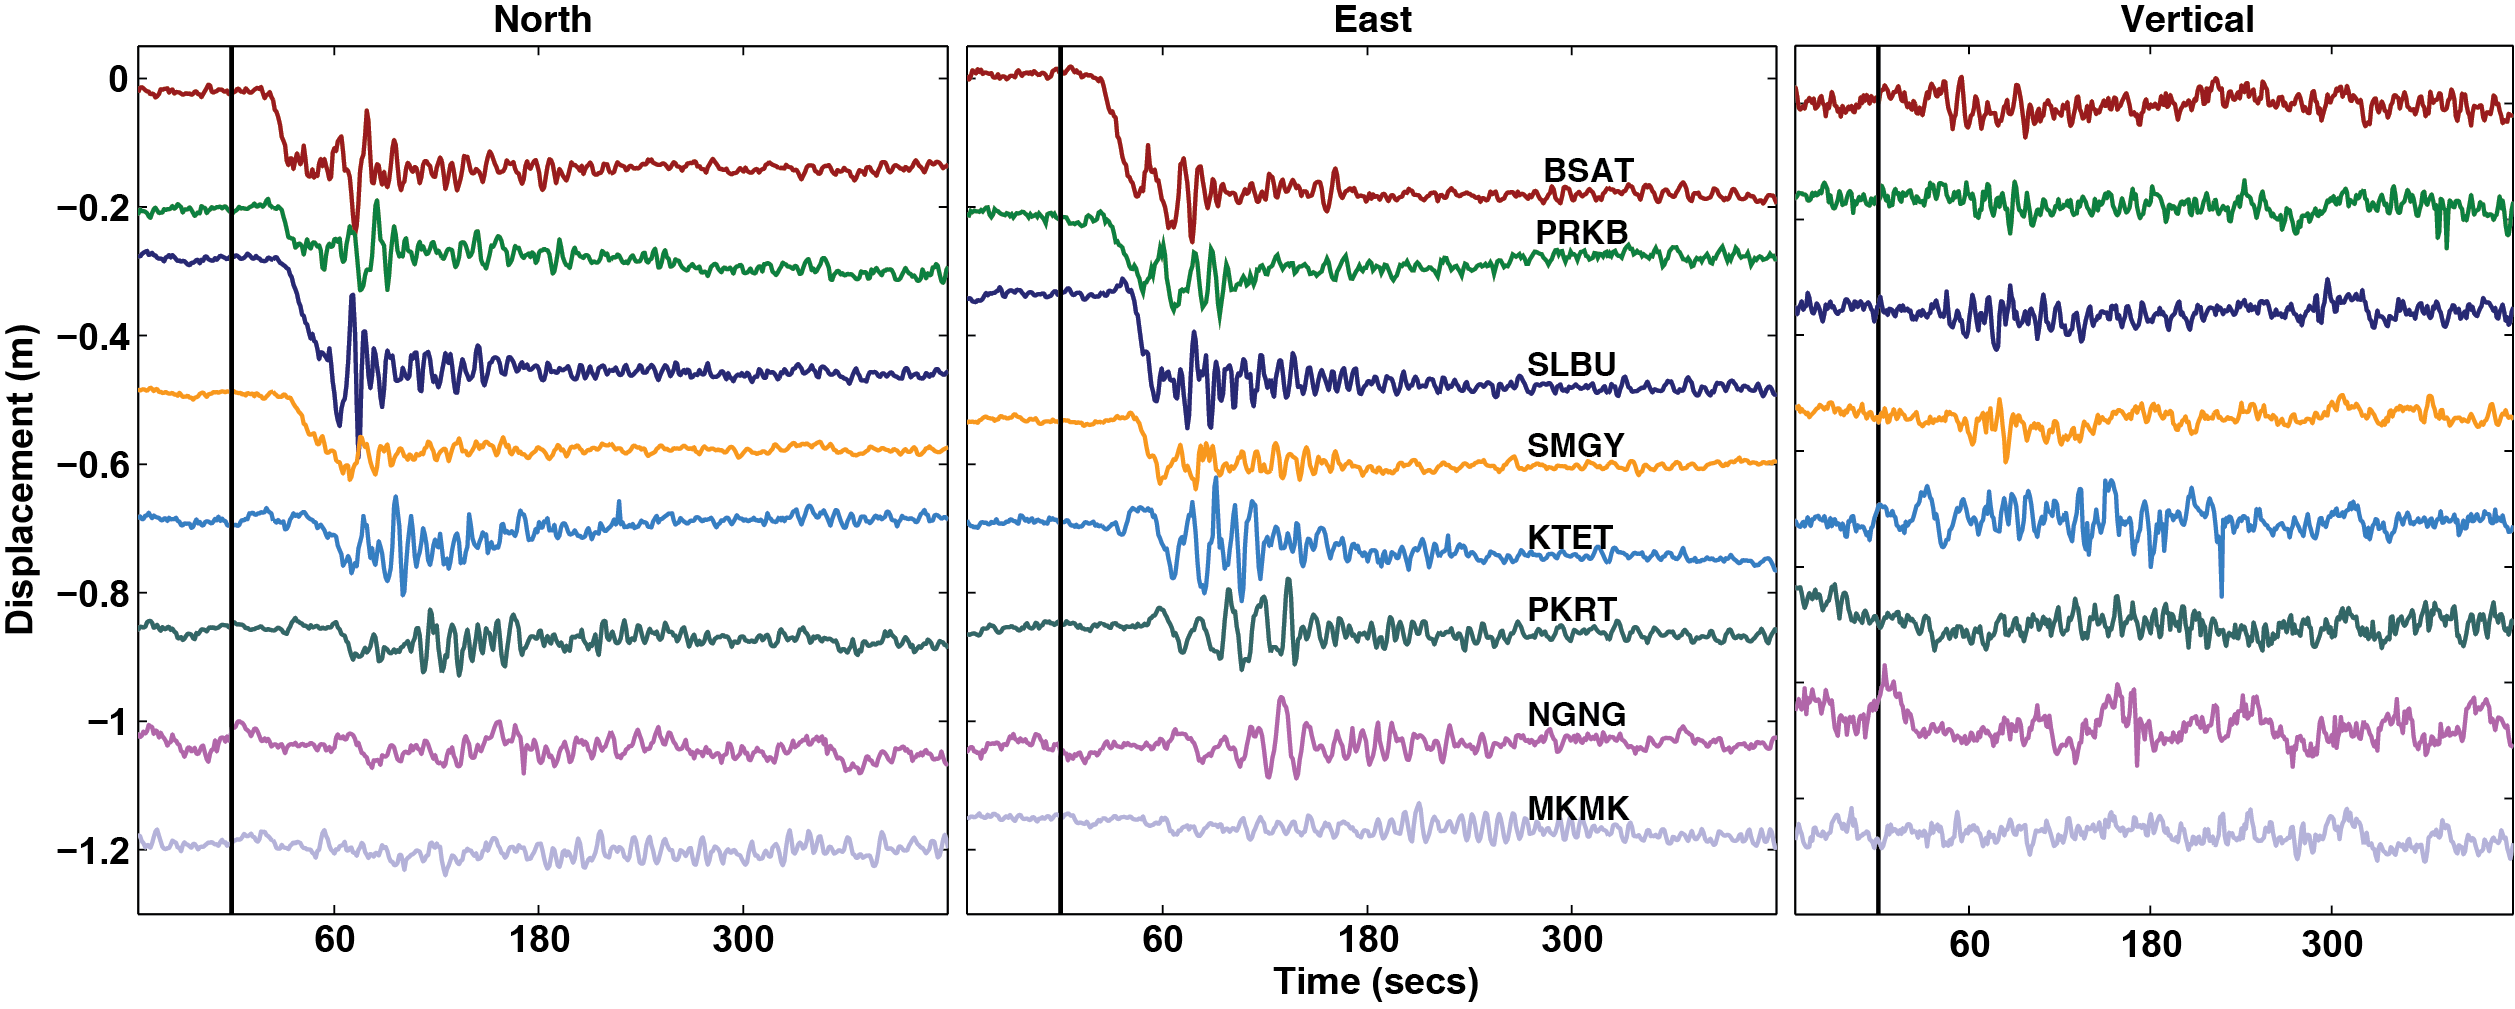 North East Vertical
0
−0.2
−0.4
−0.6
−0.8
−1
−1.2
Displacement (m)
BSAT
PRKB
SLBU
SMGY
KTET
PKRT
NGNG
MKMK
60 180 300 60 180 300 60 180 300
Time (secs)